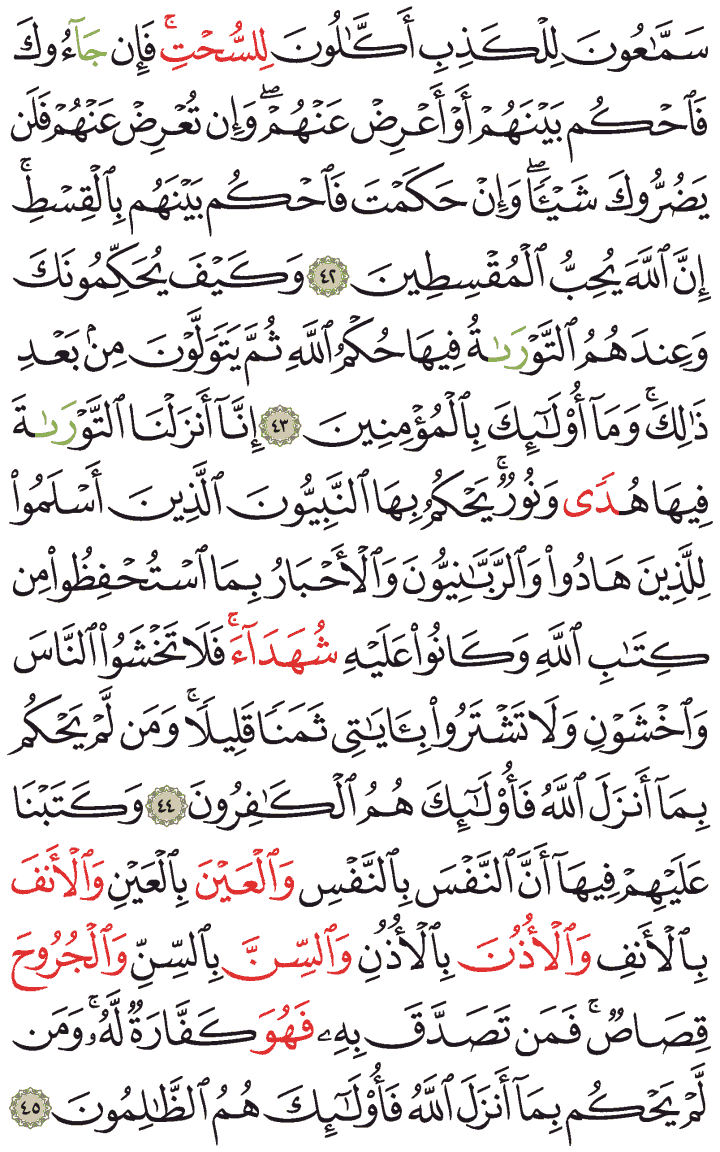 سَمَّٰعُونَ لِلْكَذِبِ أَكَّٰلُونَ لِلسُّحْتِ ۚ فَإِن جَآءُوكَ
فَٱحْكُم بَيْنَهُمْ أَوْ أَعْرِضْ عَنْهُمْ ۖ وَإِن تُعْرِضْ عَنْهُمْ فَلَن
يَضُرُّوكَ شَيْـًٔا ۖ وَإِنْ حَكَمْتَ فَٱحْكُم بَيْنَهُم بِٱلْقِسْطِ ۚ
إِنَّ ٱللَّهَ يُحِبُّ ٱلْمُقْسِطِينَ ٤٢ وَكَيْفَ يُحَكِّمُونَكَ
وَعِندَهُمُ ٱلتَّوْرَىٰةُ فِيهَا حُكْمُ ٱللَّهِ ثُمَّ يَتَوَلَّوْنَ مِنۢ بَعْدِ
ذَٰلِكَ ۚ وَمَآ أُو۟لَٰٓئِكَ بِٱلْمُؤْمِنِينَ ٤٣ إِنَّآ أَنزَلْنَا ٱلتَّوْرَىٰةَ
فِيهَا هُدًى وَنُورٌ ۚ يَحْكُمُ بِهَا ٱلنَّبِيُّونَ ٱلَّذِينَ أَسْلَمُوا۟
لِلَّذِينَ هَادُوا۟ وَٱلرَّبَّٰنِيُّونَ وَٱلْأَحْبَارُ بِمَا ٱسْتُحْفِظُوا۟ مِن
كِتَٰبِ ٱللَّهِ وَكَانُوا۟ عَلَيْهِ شُهَدَآءَ ۚ فَلَا تَخْشَوُا۟ ٱلنَّاسَ
وَٱخْشَوْنِ وَلَا تَشْتَرُوا۟ بِـَٔايَٰتِى ثَمَنًا قَلِيلًا ۚ وَمَن لَّمْ يَحْكُم
بِمَآ أَنزَلَ ٱللَّهُ فَأُو۟لَٰٓئِكَ هُمُ ٱلْكَٰفِرُونَ ٤٤ وَكَتَبْنَا
عَلَيْهِمْ فِيهَآ أَنَّ ٱلنَّفْسَ بِٱلنَّفْسِ وَٱلْعَيْنَ بِٱلْعَيْنِ وَٱلْأَنفَ
بِٱلْأَنفِ وَٱلْأُذُنَ بِٱلْأُذُنِ وَٱلسِّنَّ بِٱلسِّنِّ وَٱلْجُرُوحَ
قِصَاصٌ ۚ فَمَن تَصَدَّقَ بِهِۦ فَهُوَ كَفَّارَةٌ لَّهُۥ ۚ وَمَن
لَّمْ يَحْكُم بِمَآ أَنزَلَ ٱللَّهُ فَأُو۟لَٰٓئِكَ هُمُ ٱلظَّٰلِمُونَ ٤٥